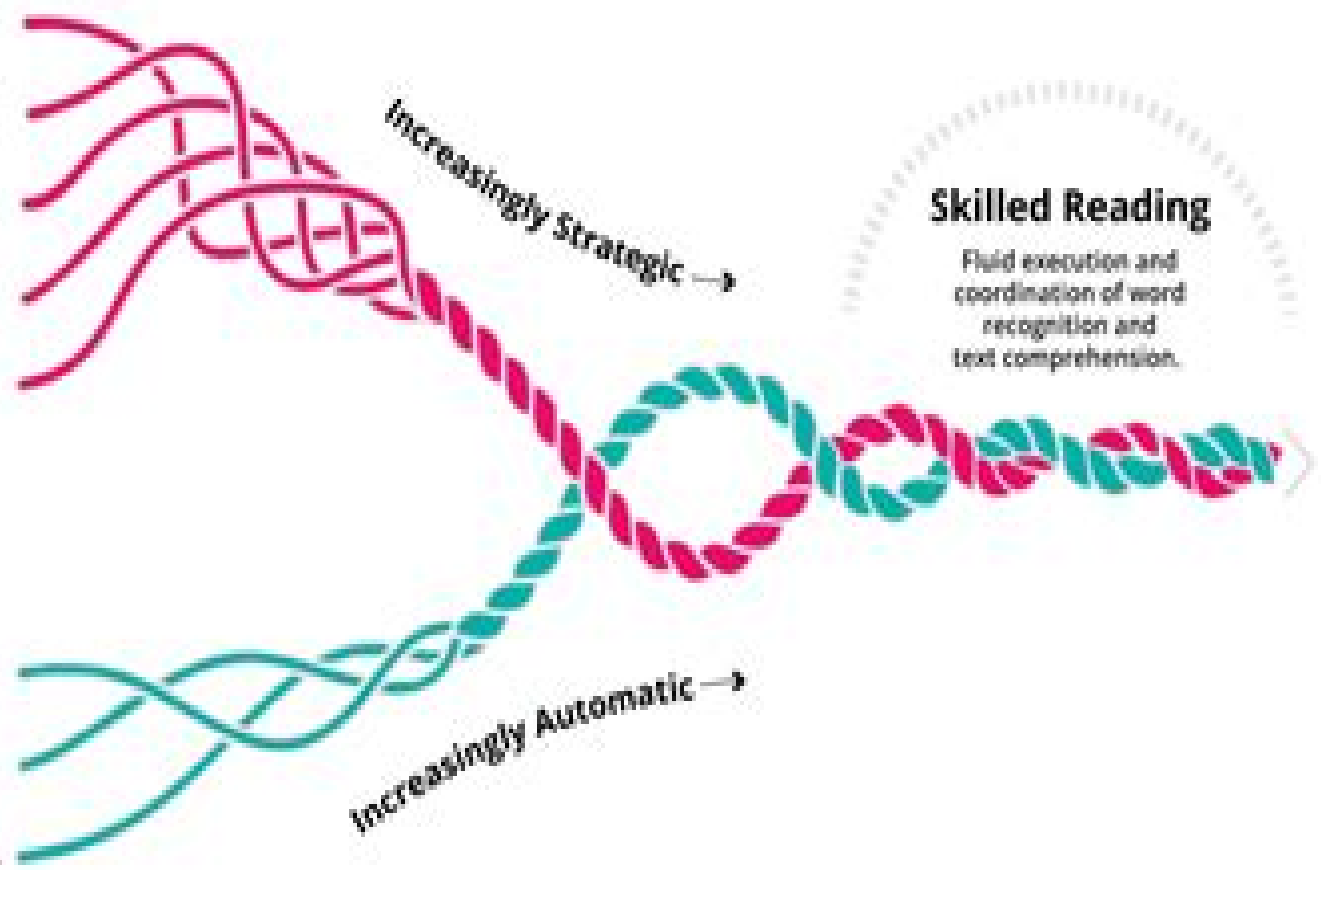 Increasingly Strategic →
Skilled Reading
Fluid execution and
coordination of word
recognition and
text comprehension.
Increasingly Automatic →